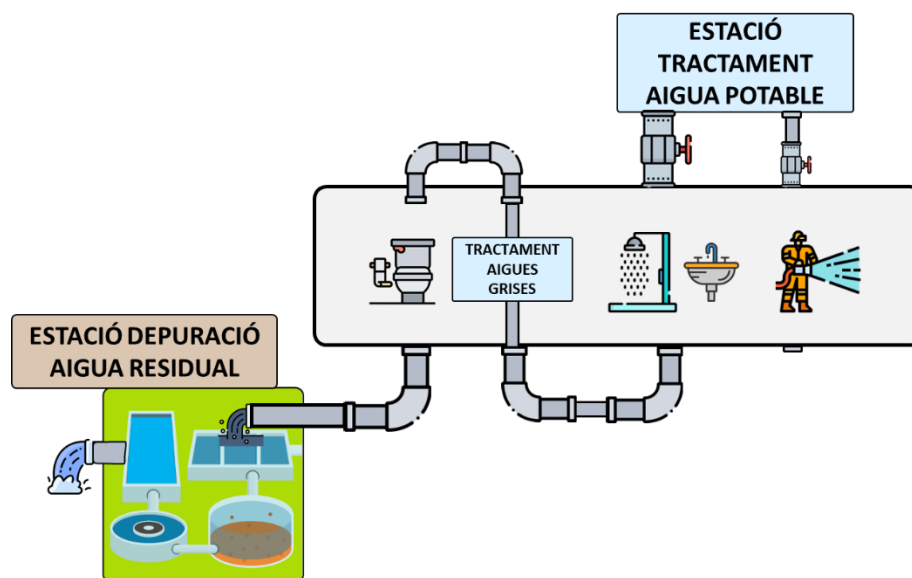 ESTACIÓ
TRACTAMENT
AIGUA POTABLE
TRACTAMENT
AIGUES
GRISES
ESTACIÓ DEPURACIÓ
AIGUA RESIDUAL